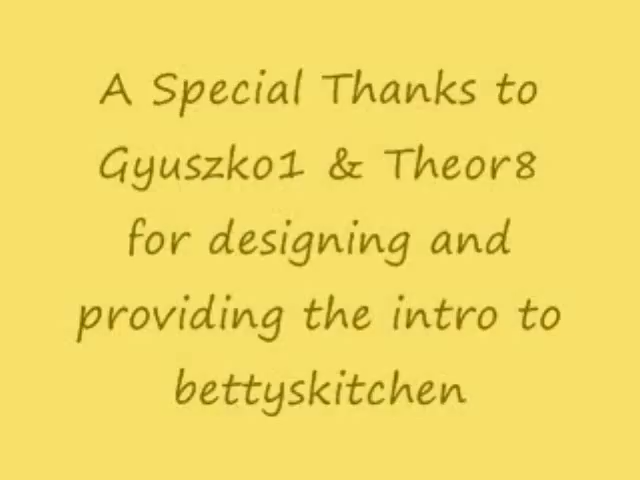 A Special Thanks to
Gyuszko1 & Theor8
for designing and
providing the intro to
bettyskitchen